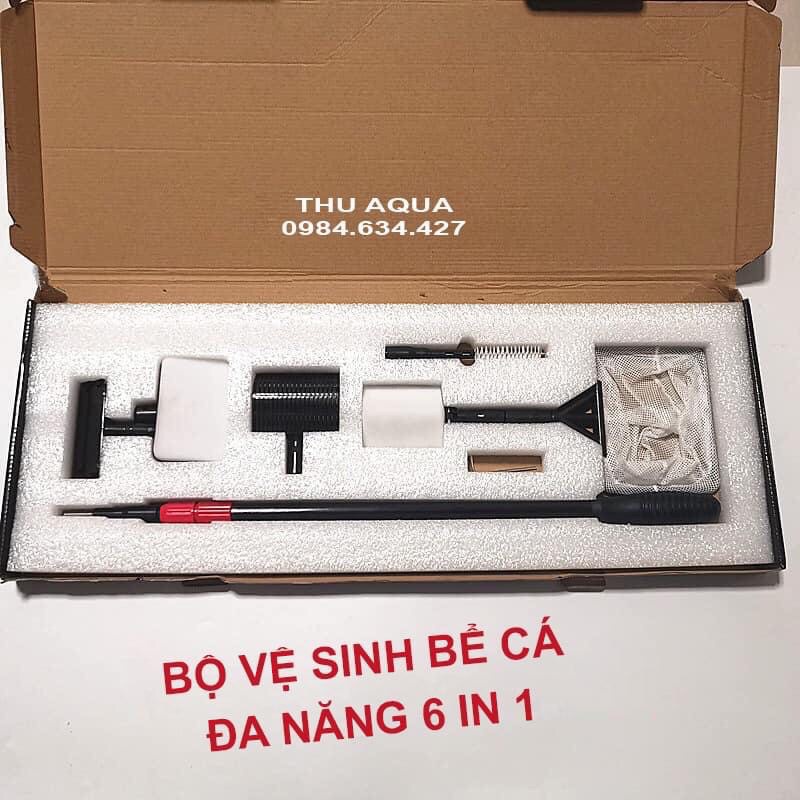 THU AQUA
0984.634.427
BỘ VỆ SINH BỂ CÁ
ĐA NĂNG 6 IN 1